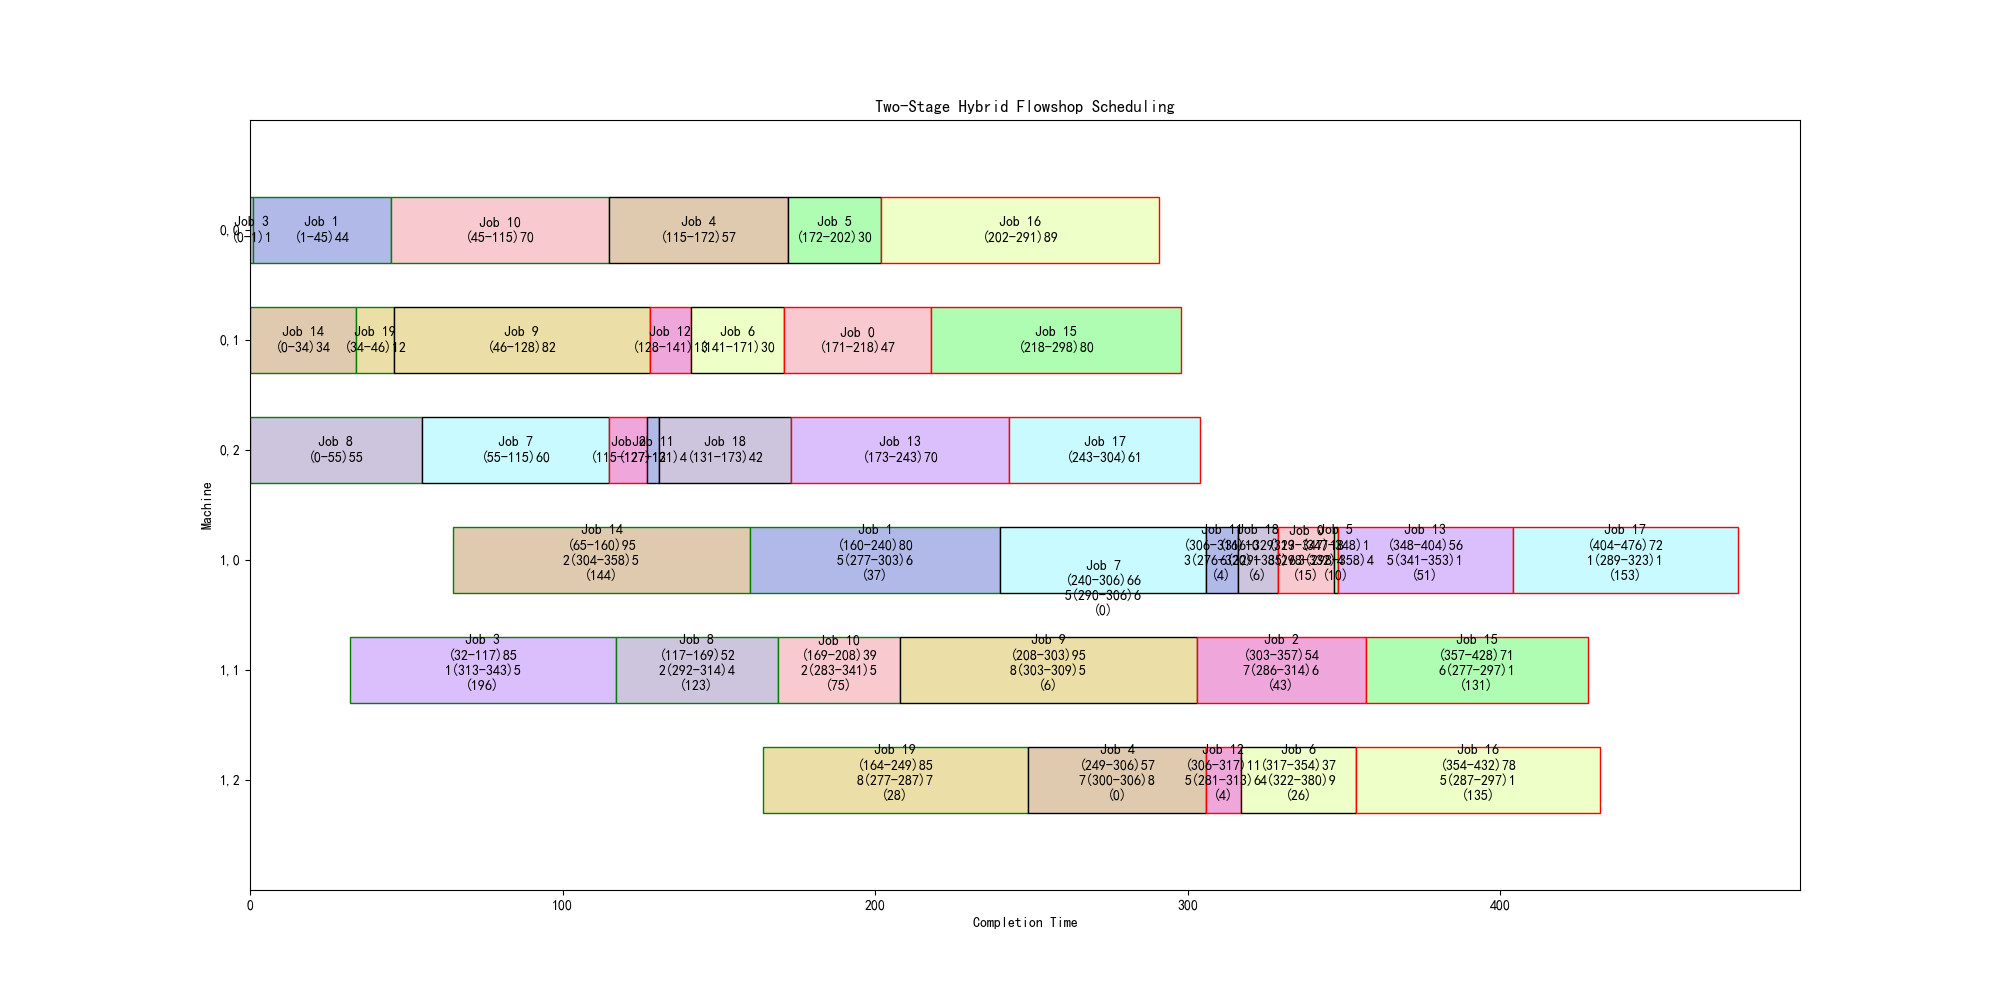 Two-Stage Hybrid Flowshop Scheduling
Machine
0,0
Job 3
(0-1)1
Job 1
(1-45)44
Job 10
(45-115)70
Job 4
(115-172)57
Job 5
(172-202)30
Job 16
(202-291)89
0,1
Job 14
(0-34)34
Job 19
(34-46)12
Job 9
(46-128)82
Job 12
(128-141)13
Job 6
(141-171)30
Job 0
(171-218)47
Job 15
(218-298)80
0,2
Job 8
(0-55)55
Job 7
(55-115)60
Job 2
(115-127)12
Job 11
(127-131)4
Job 18
(131-173)42
Job 13
(173-243)70
Job 17
(243-304)61
1,0
Job 14
(65-160)95
2(304-358)5
(144)
Job 1
(160-240)80
5(277-303)6
(37)
Job 7
(240-306)66
5(290-306)6
(0)
Job 11
(4)
Job 18
(6)
Job 0
(15)
Job 5
(10)
Job 13
(348-404)56
5(341-353)1
(51)
Job 17
(404-476)72
1(289-323)1
(153)
1,1
Job 3
(32-117)85
1(313-343)5
(196)
Job 8
(117-169)52
2(292-314)4
(123)
Job 10
(169-208)39
2(283-341)5
(75)
Job 9
(208-303)95
8(303-309)5
(6)
Job 2
(303-357)54
7(286-314)6
(43)
Job 15
(357-428)71
6(277-297)1
(131)
1,2
Job 19
(164-249)85
8(277-287)7
(28)
Job 4
(249-306)57
7(300-306)8
(0)
Job 12
(306-317)11
5(281-313)6
(4)
Job 6
(317-354)37
4(322-380)9
(26)
Job 16
(354-432)78
5(287-297)1
(135)
0
100
200
300
400
Completion Time